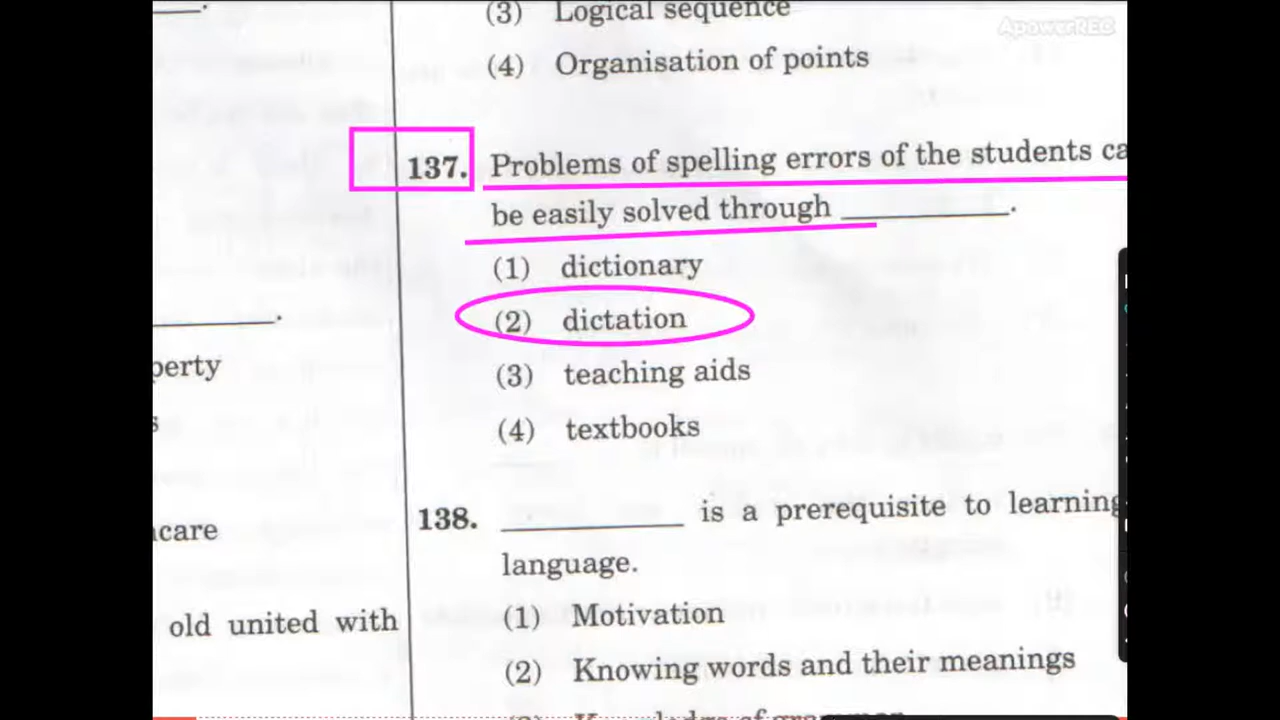 (3) Logical sequence
ApowerREC
(4) Organisation of points
137. Problems of spelling errors of the students ca
be easily solved through ________.
(1) dictionary
(2) dictation
(3) teaching aids
(4) textbooks
138. ________ is a prerequisite to learning
language.
(1) Motivation
(2) Knowing words and their meanings
perty
s
care
old united with